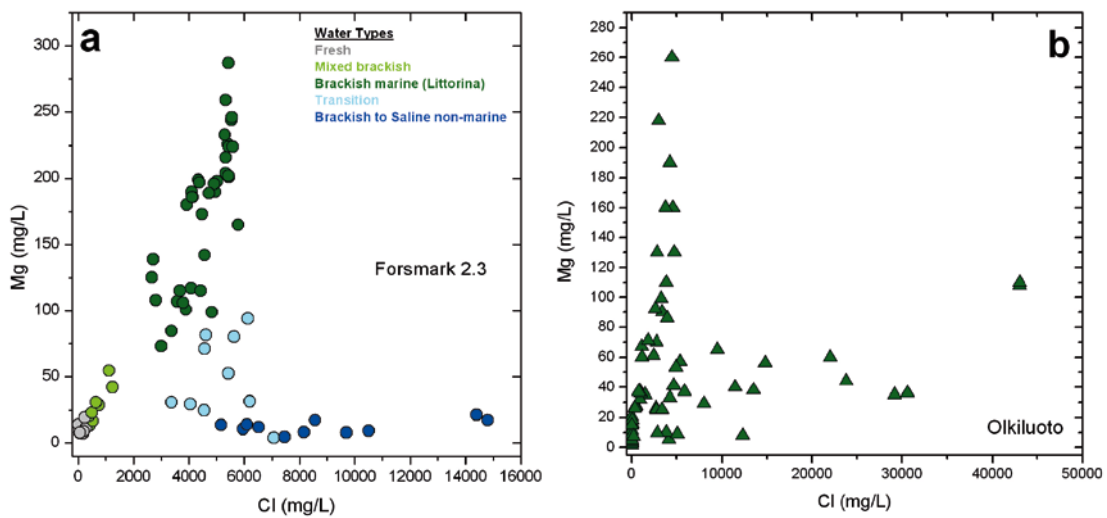 a
Water Types
Fresh
Mixed brackish
Brackish marine (Littorina)
Transition
Brackish to Saline non-marine
Forsmark 2.3
Mg (mg/L)
300
250
200
150
100
50
0
0 2000 4000 6000 8000 10000 12000 14000 16000
Cl (mg/L)
b
Olkiluoto
Mg (mg/L)
280
260
240
220
200
180
160
140
120
100
80
60
40
20
0
0 10000 20000 30000 40000 50000
Cl (mg/L)